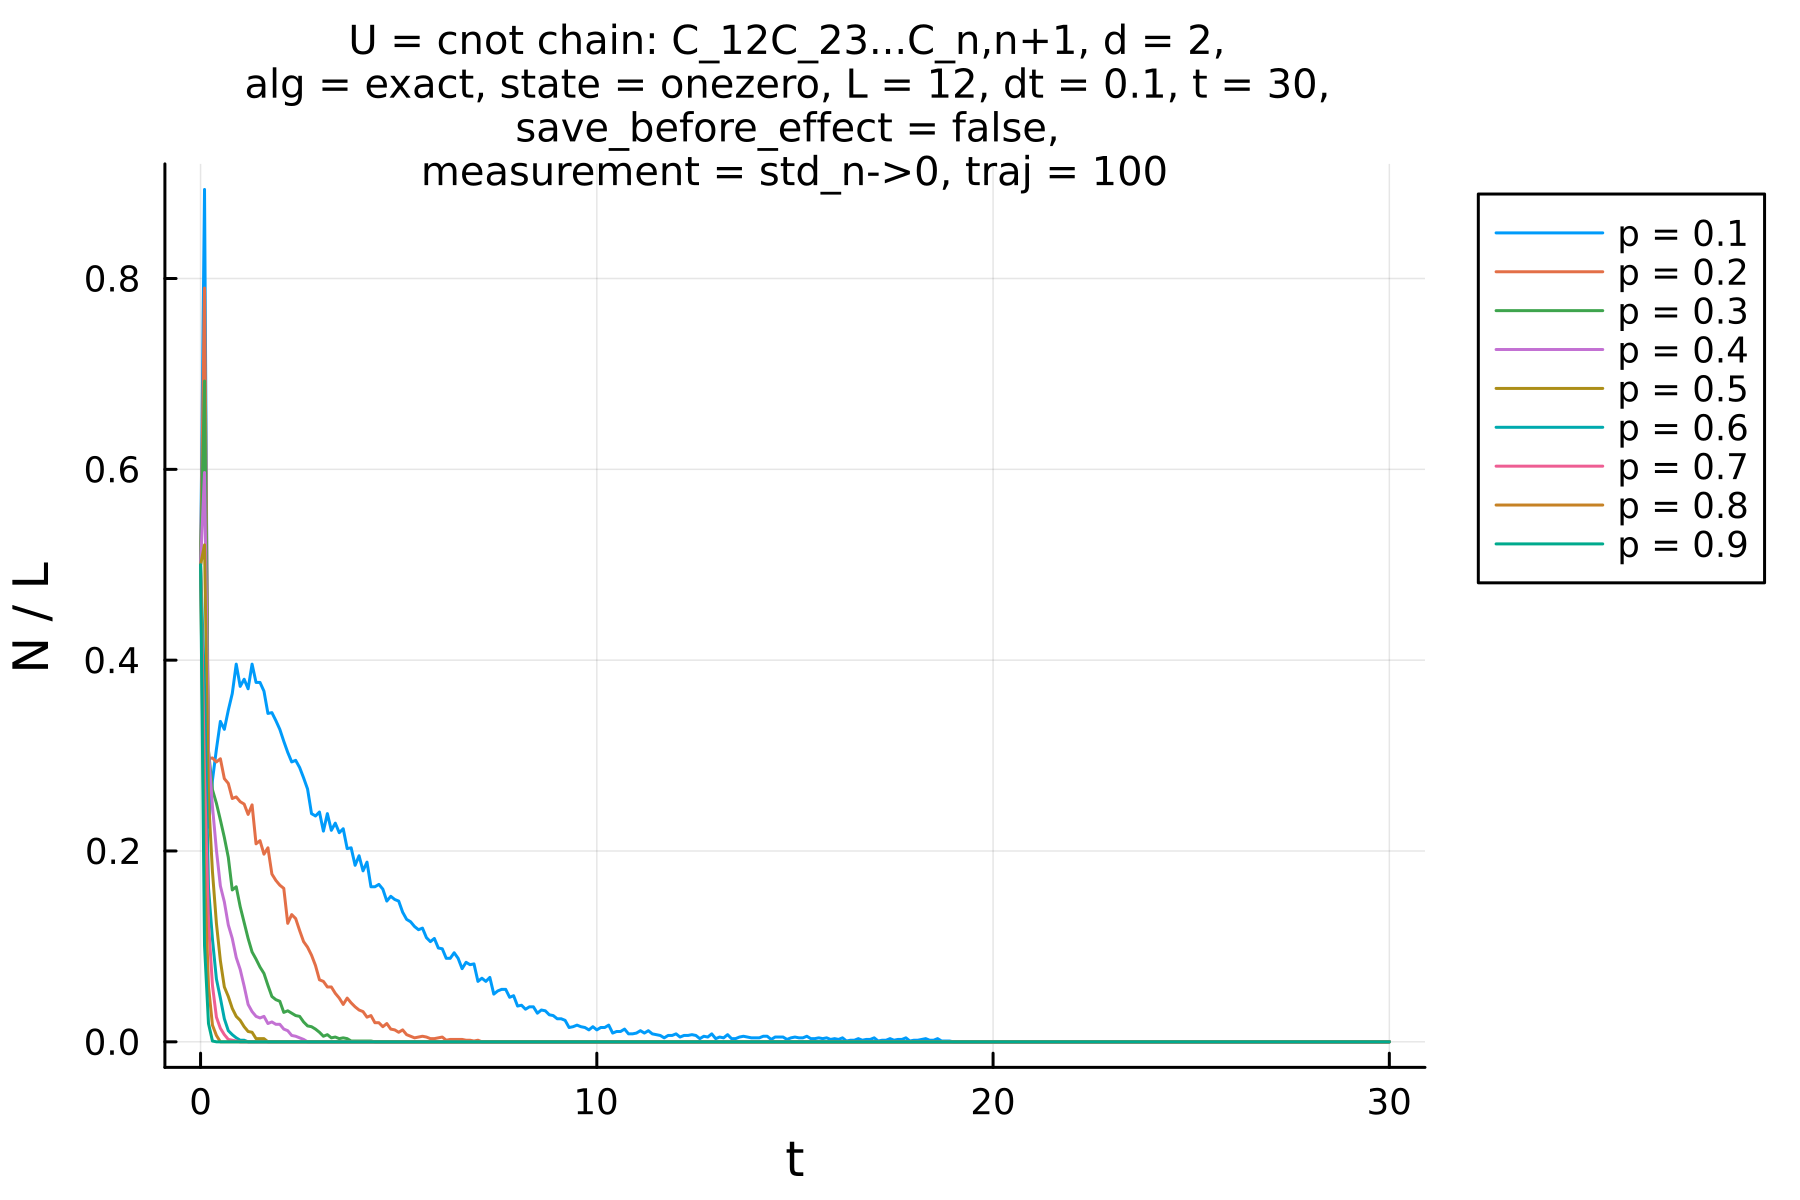 U = cnot chain: C_12C_23...C_n,n+1, d = 2,
alg = exact, state = onezero, L = 12, dt = 0.1, t = 30,
save_before_effect = false,
measurement = std_n->0, traj = 100
N / L
0.8
0.6
0.4
0.2
0.0
0
10
20
30
t
p = 0.1
p = 0.2
p = 0.3
p = 0.4
p = 0.5
p = 0.6
p = 0.7
p = 0.8
p = 0.9